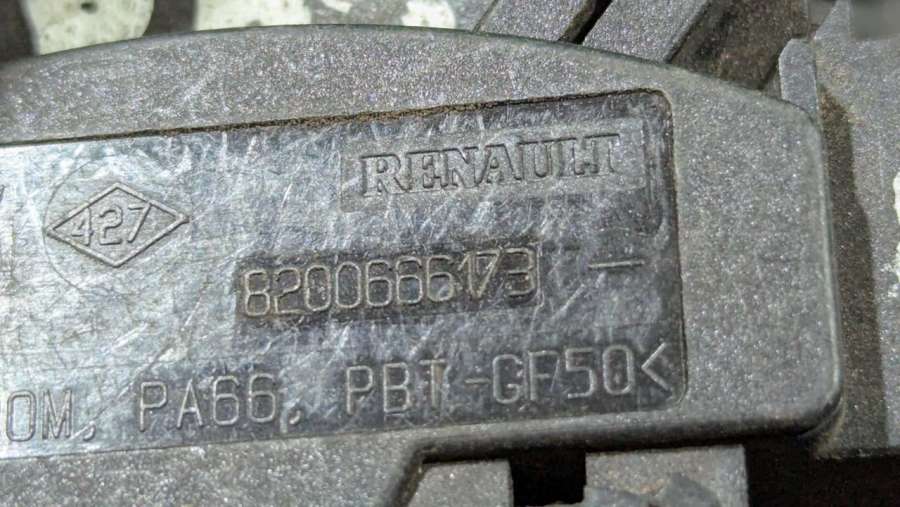 RENAULT
427
8200666173 —
OM, PA66, PBT-GF50<